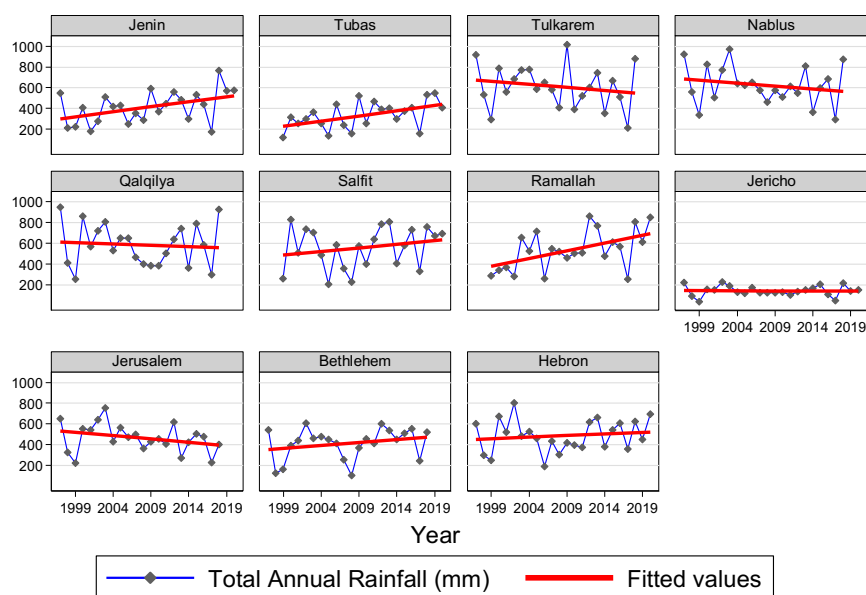 Jenin Tubas Tulkarem Nablus
1000
800
600
400
200
Qalqilya Salfit Ramallah Jericho
1000
800
600
400
200
1999 2004 2009 2014 2019
Jerusalem Bethlehem Hebron
1000
800
600
400
200
1999 2004 2009 2014 2019 1999 2004 2009 2014 2019 1999 2004 2009 2014 2019
Year
Total Annual Rainfall (mm) Fitted values